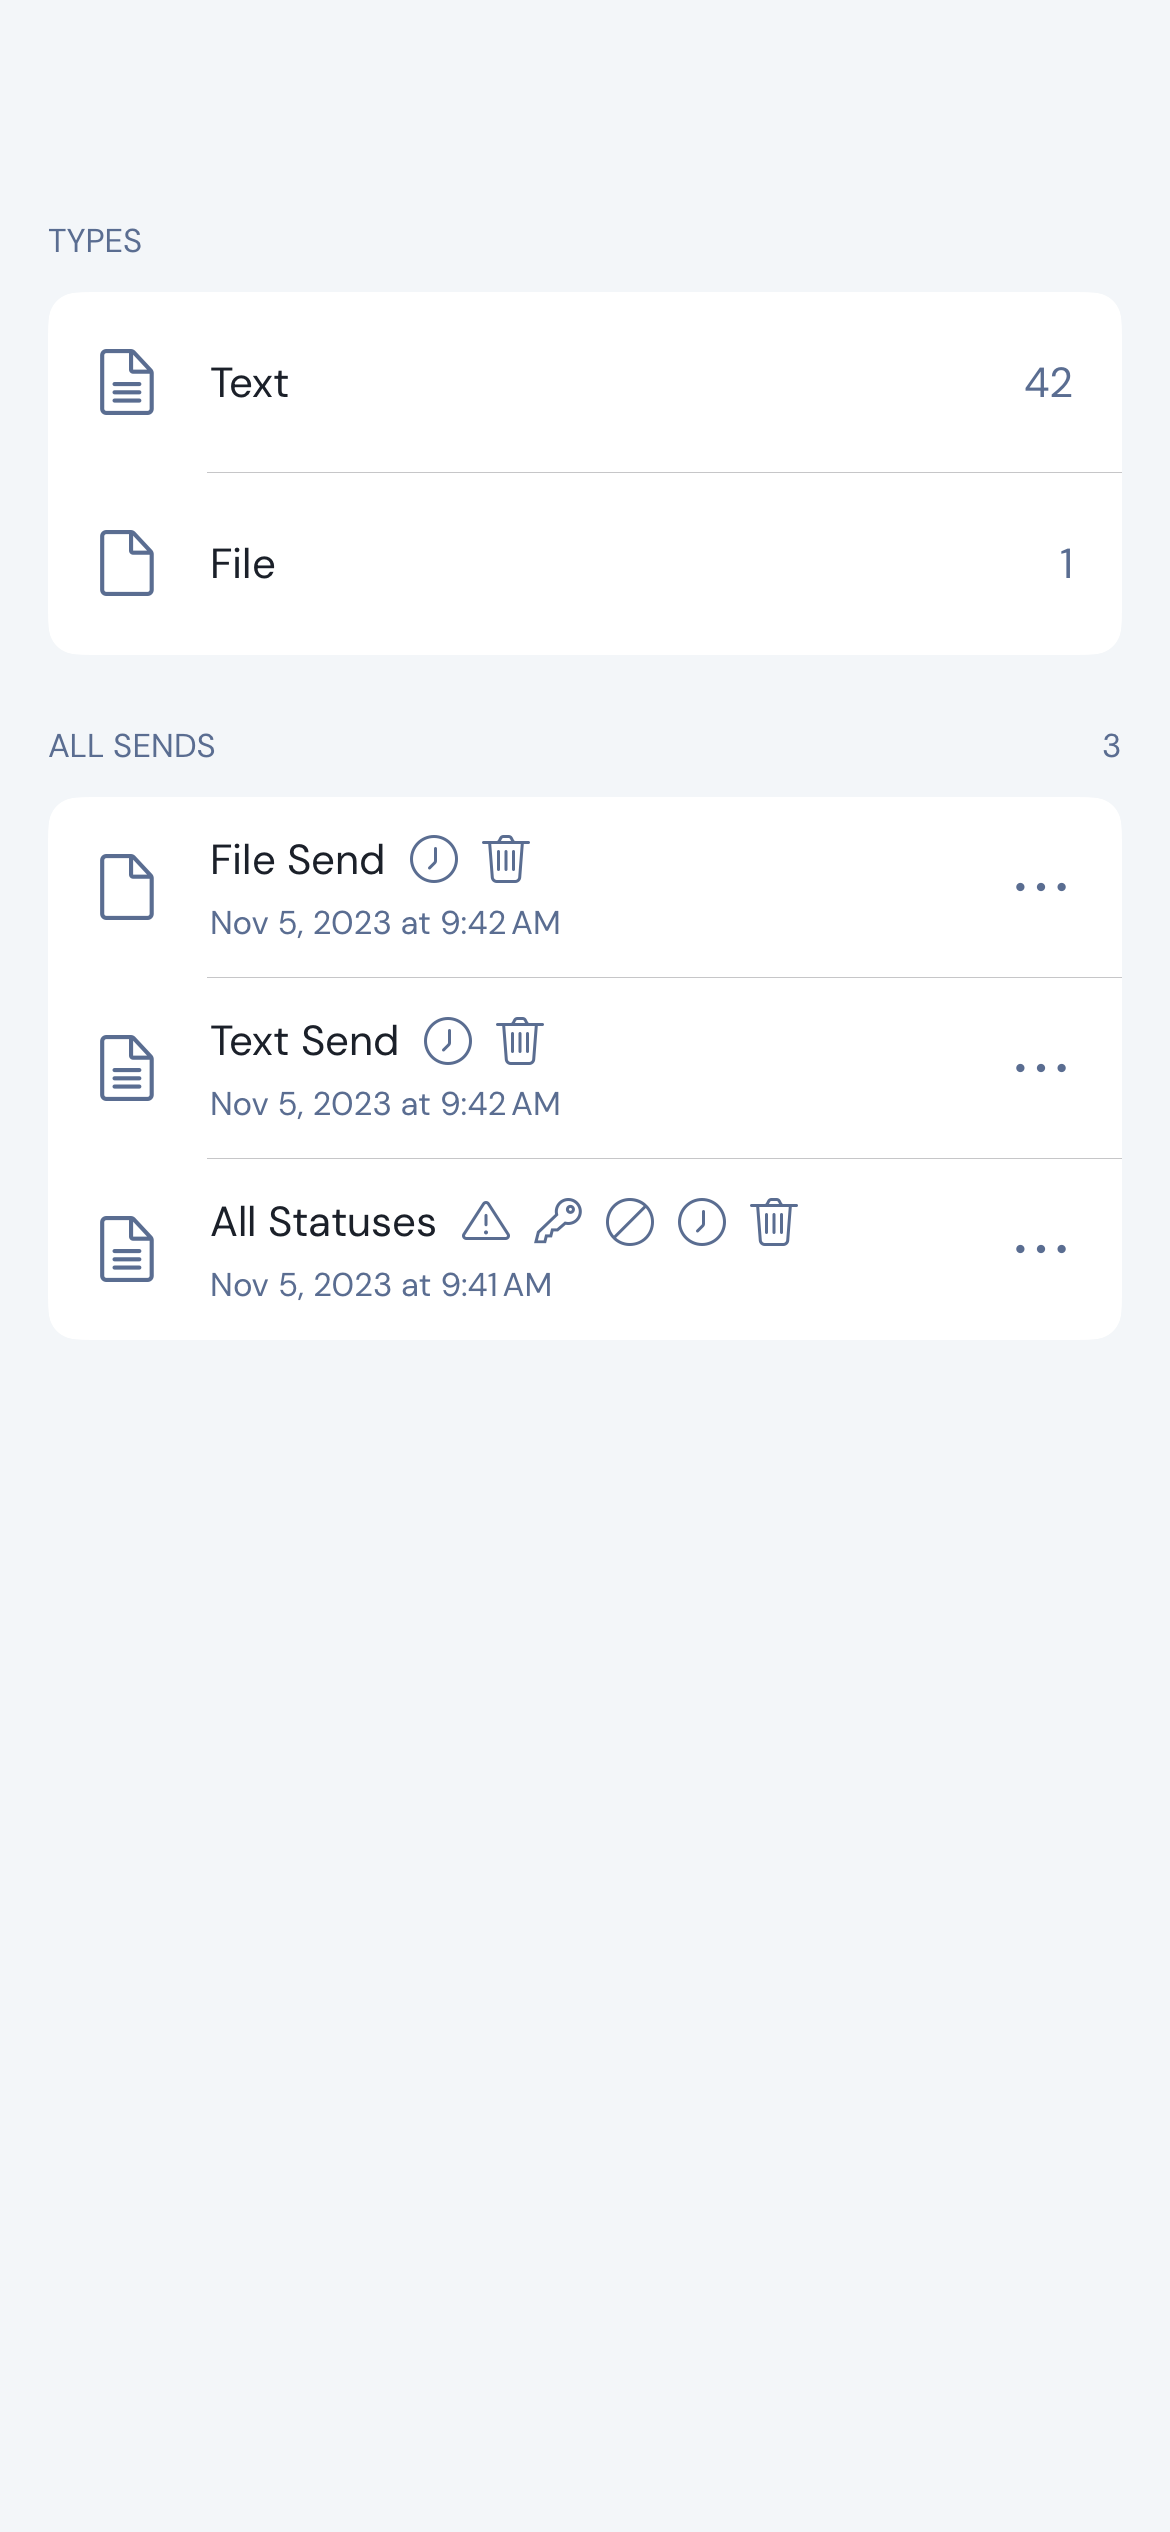 TYPES
Text 42
File 1
ALL SENDS 3
File Send
Nov 5, 2023 at 9:42 AM
Text Send
Nov 5, 2023 at 9:42 AM
All Statuses
Nov 5, 2023 at 9:41 AM